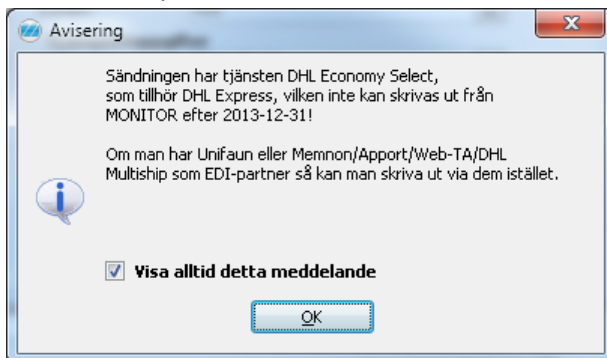 Avisering
Sändningen har tjänsten DHL Economy Select,
som tillhör DHL Express, vilken inte kan skrivas ut från
MONITOR efter 2013-12-31!
Om man har Unifaun eller Memnon/Apport/Web-TA/DHL
Multiship som EDI-partner så kan man skriva ut via dem istället.
Visa alltid detta meddelande
OK